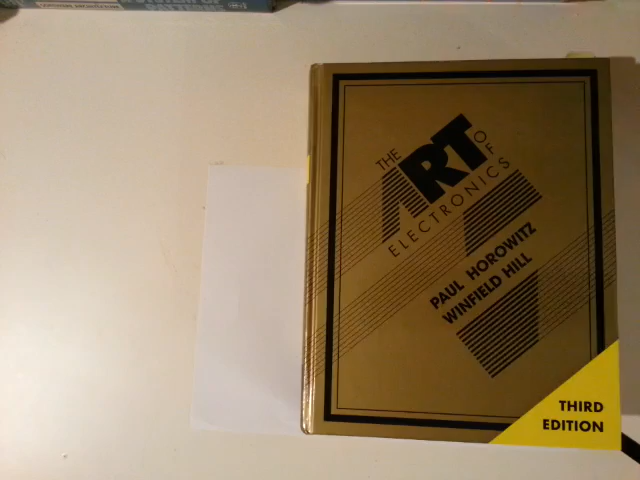 THE
ART
OF
ELECTRONICS
PAUL HOROWITZ
WINFIELD HILL
THIRD
EDITION